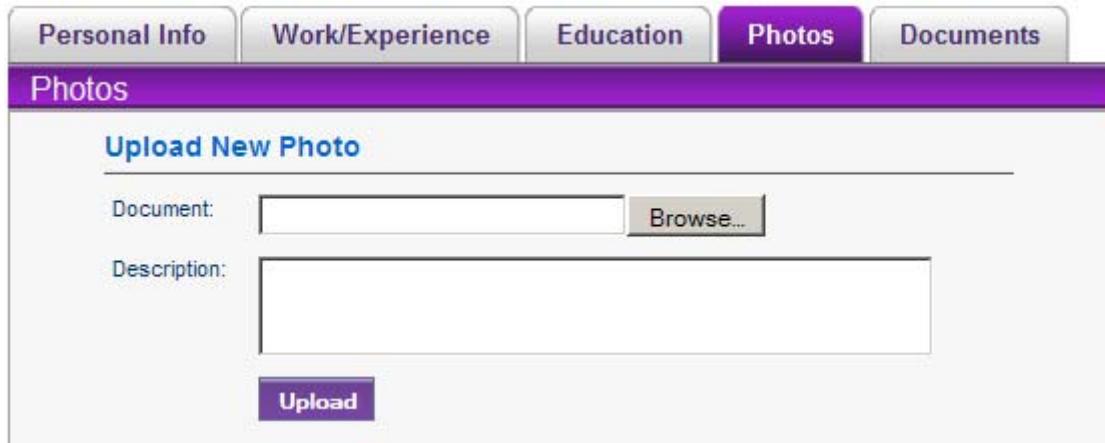 Personal Info Work/Experience Education Photos Documents
Photos
Upload New Photo
Document: Browse...
Description:
Upload